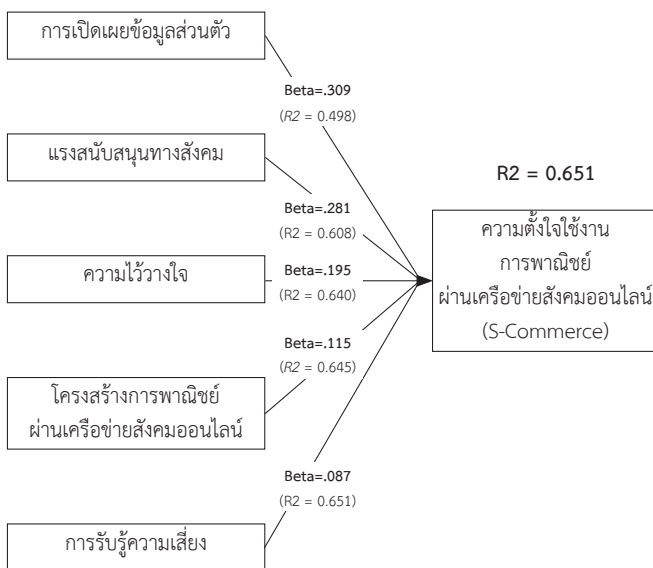 การเปิดเผยข้อมูลส่วนตัว
Beta=.309
(R2 = 0.498)
แรงสนับสนุนทางสังคม
R2 = 0.651
Beta=.281
(R2 = 0.608)
ความตั้งใจใช้งาน
การพาณิชย์
ผ่านเครือข่ายสังคมออนไลน์
(S-Commerce)
ความไว้วางใจ
Beta=.195
(R2 = 0.640)
Beta=.115
(R2 = 0.645)
โครงสร้างการพาณิชย์
ผ่านเครือข่ายสังคมออนไลน์
Beta=.087
(R2 = 0.651)
การรับรู้ความเสี่ยง